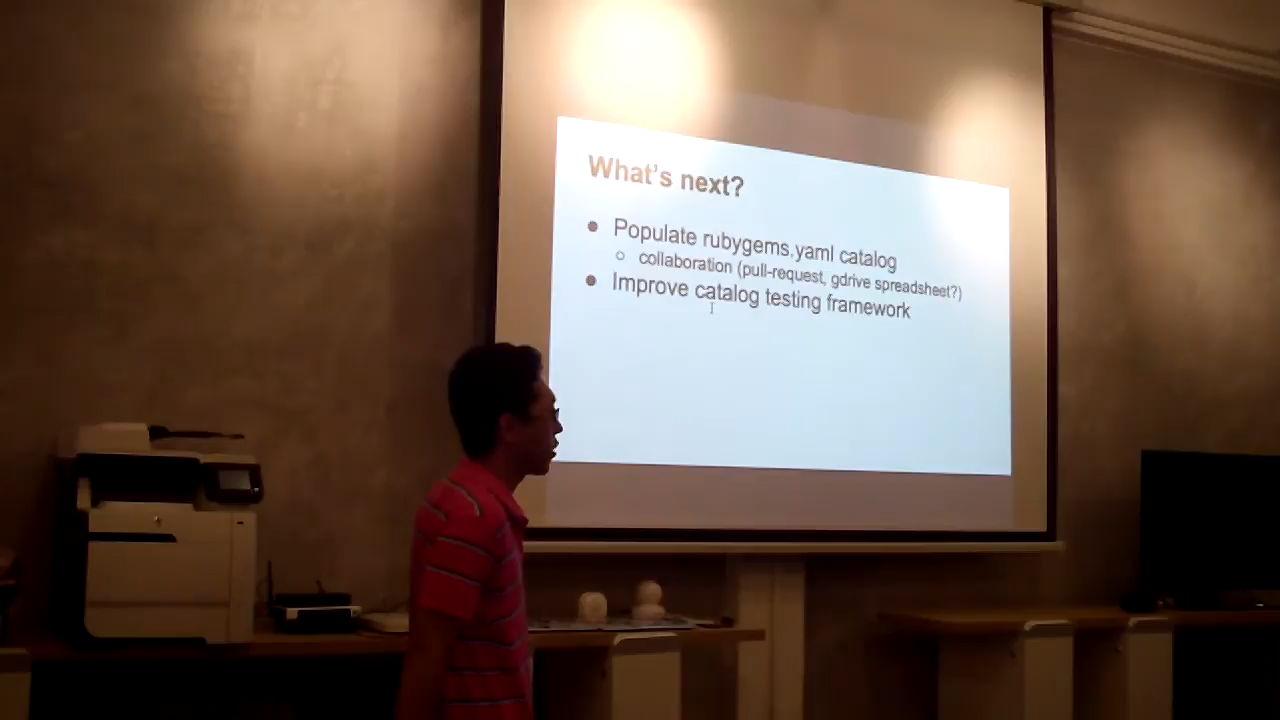 What's next?
● Populate rubygems.yaml catalog
○ collaboration (pull-request, gdrive spreadsheet?)
● Improve catalog testing framework